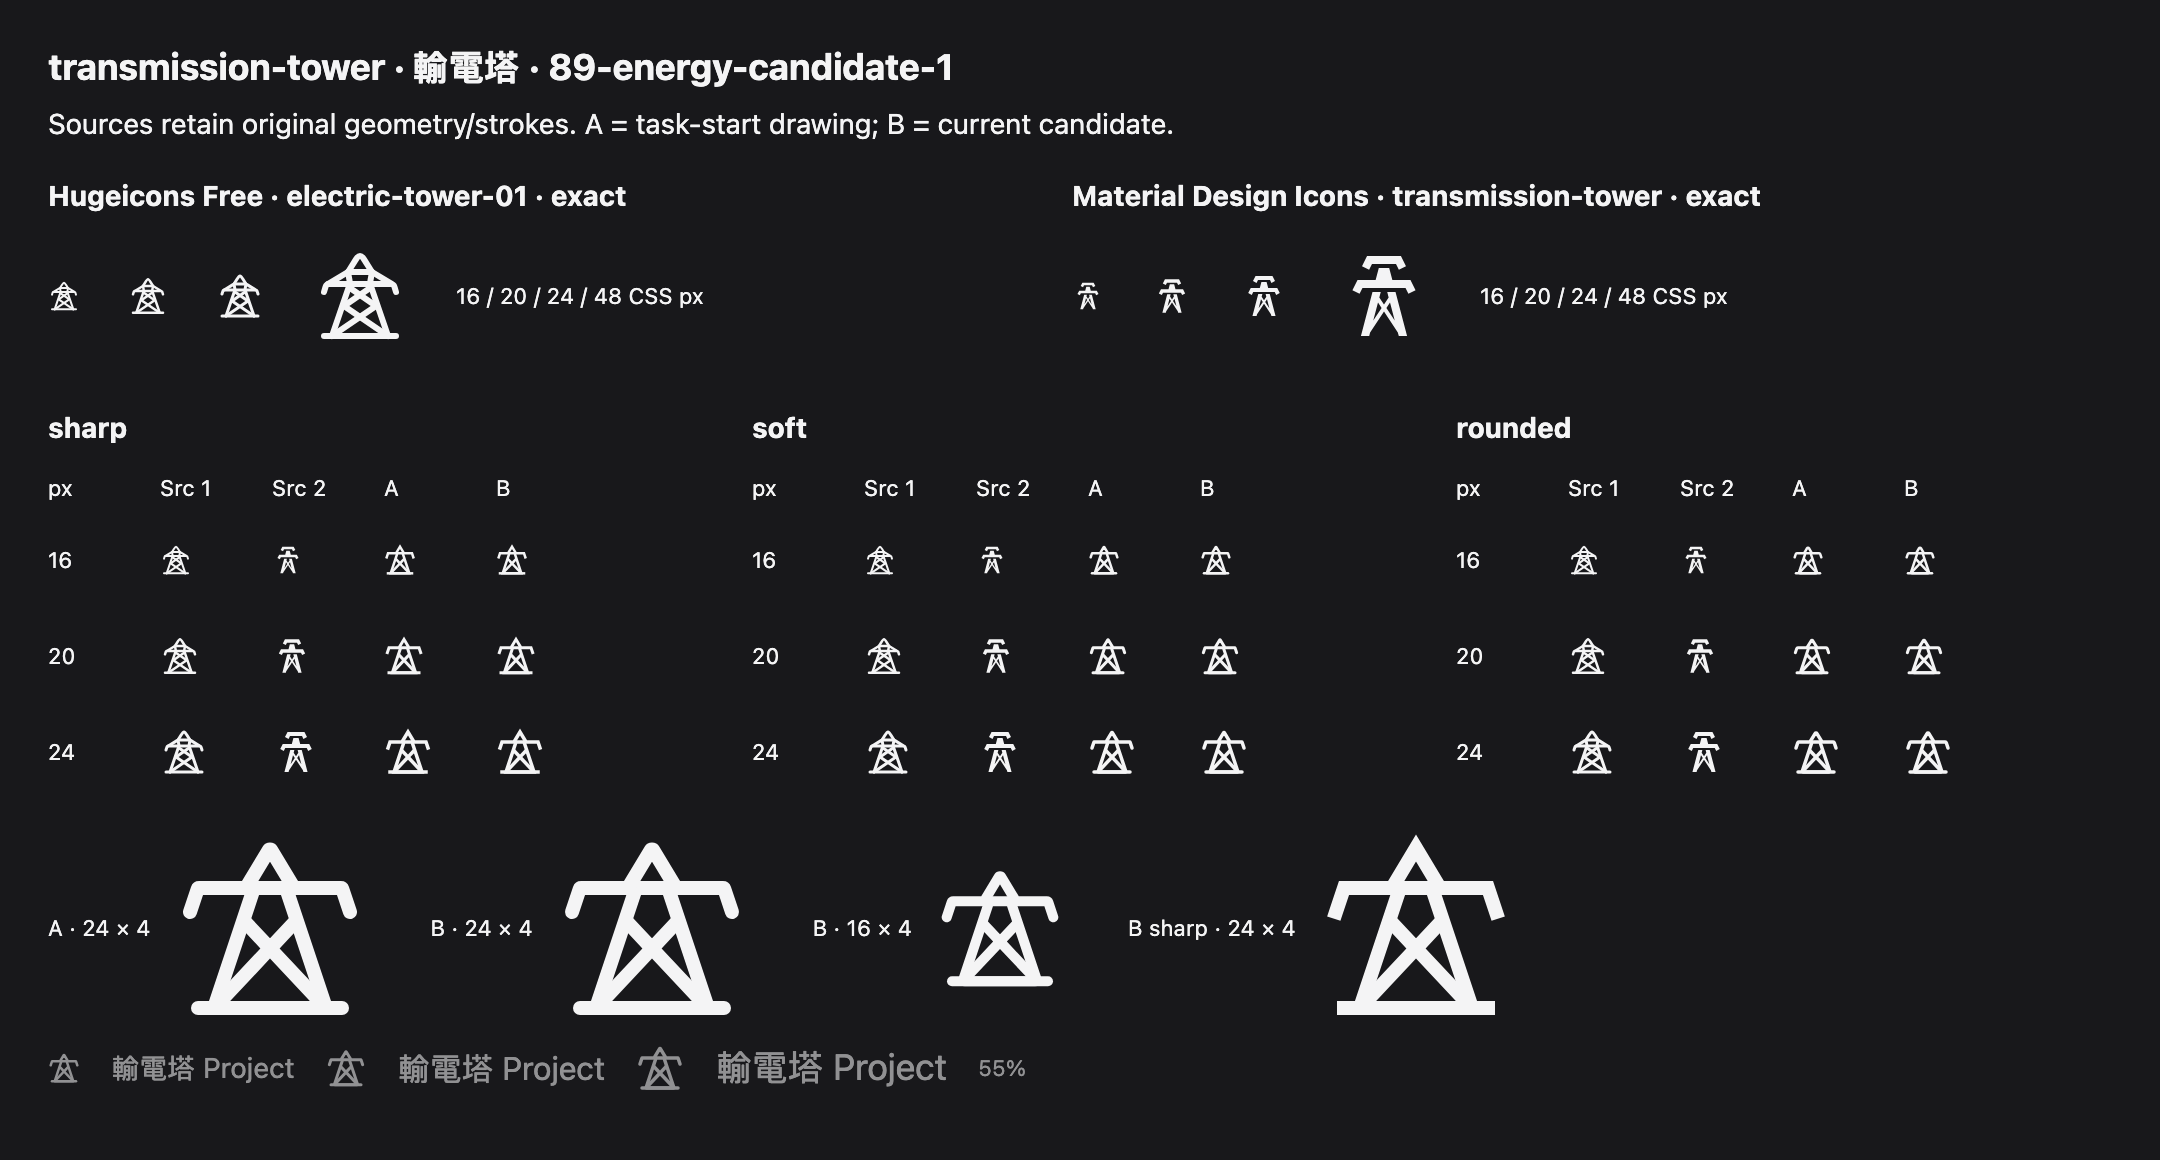 transmission-tower · 輸電塔 · 89-energy-candidate-1
Sources retain original geometry/strokes. A = task-start drawing; B = current candidate.
Hugeicons Free · electric-tower-01 · exact
16 / 20 / 24 / 48 CSS px
Material Design Icons · transmission-tower · exact
16 / 20 / 24 / 48 CSS px
sharp
px Src 1 Src 2 A B
16
20
24
soft
px Src 1 Src 2 A B
16
20
24
rounded
px Src 1 Src 2 A B
16
20
24
A · 24 × 4
B · 24 × 4
B · 16 × 4
B sharp · 24 × 4
輸電塔 Project 輸電塔 Project 輸電塔 Project 55%